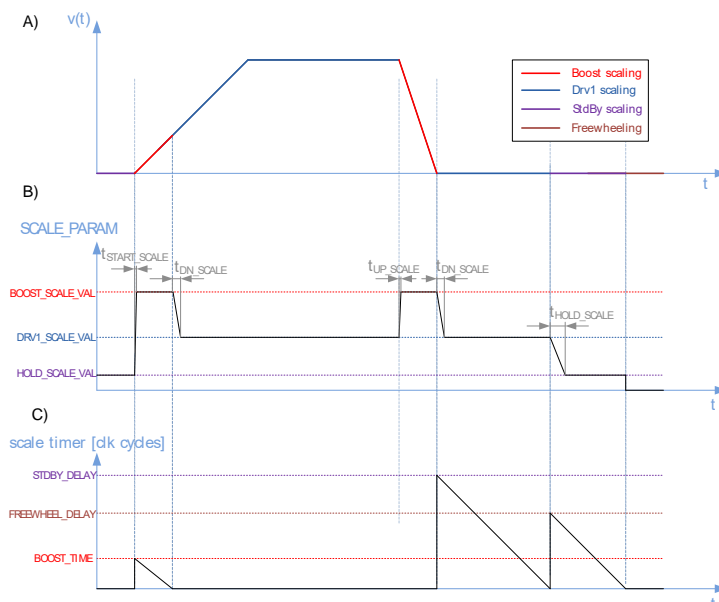 A)
v(t)
Boost scaling
Drv1 scaling
StdBy scaling
Freewheeling
t
B)
SCALE_PARAM
tSTART_SCALE
tDN_SCALE
tUP_SCALE
tDN_SCALE
BOOST_SCALE_VAL
tHOLD_SCALE
DRV1_SCALE_VAL
HOLD_SCALE_VAL
t
C)
scale timer [clk cycles]
STDBY_DELAY
FREEWHEEL_DELAY
BOOST_TIME
t